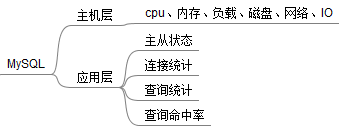 MySQL
主机层
cpu、内存、负载、磁盘、网络、IO
应用层
主从状态
连接统计
查询统计
查询命中率